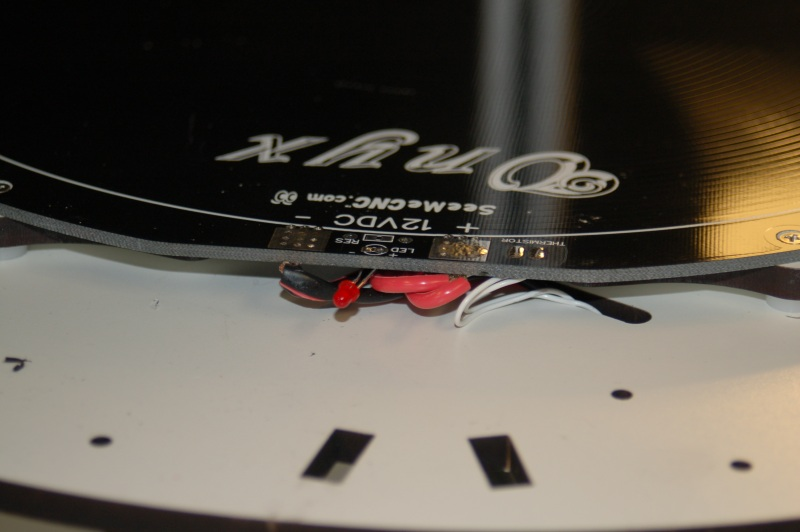 Onyx
SeeMeCNC.com
+ 12VDC -
LED
RES
THERMISTOR